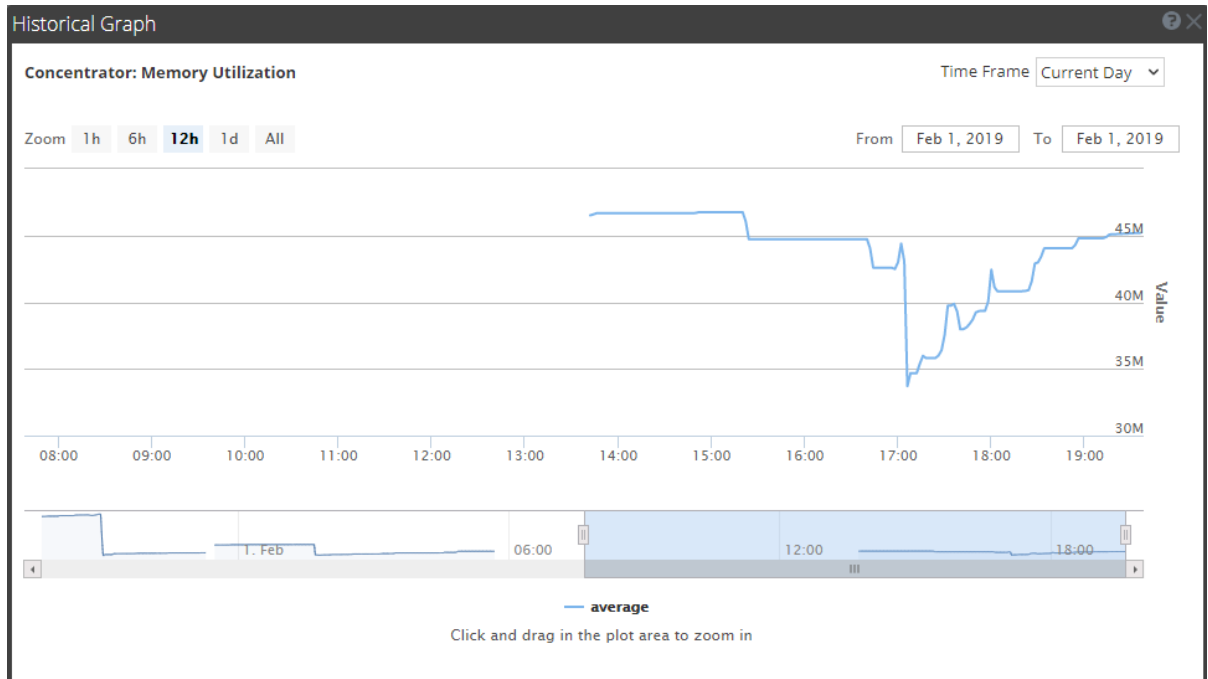 Historical Graph
Concentrator: Memory Utilization
Time Frame Current Day
Zoom 1h 6h 12h 1d All
From Feb 1, 2019 To Feb 1, 2019
45M
40M
Value
35M
30M
08:00 09:00 10:00 11:00 12:00 13:00 14:00 15:00 16:00 17:00 18:00 19:00
1. Feb 06:00 12:00 18:00
average
Click and drag in the plot area to zoom in